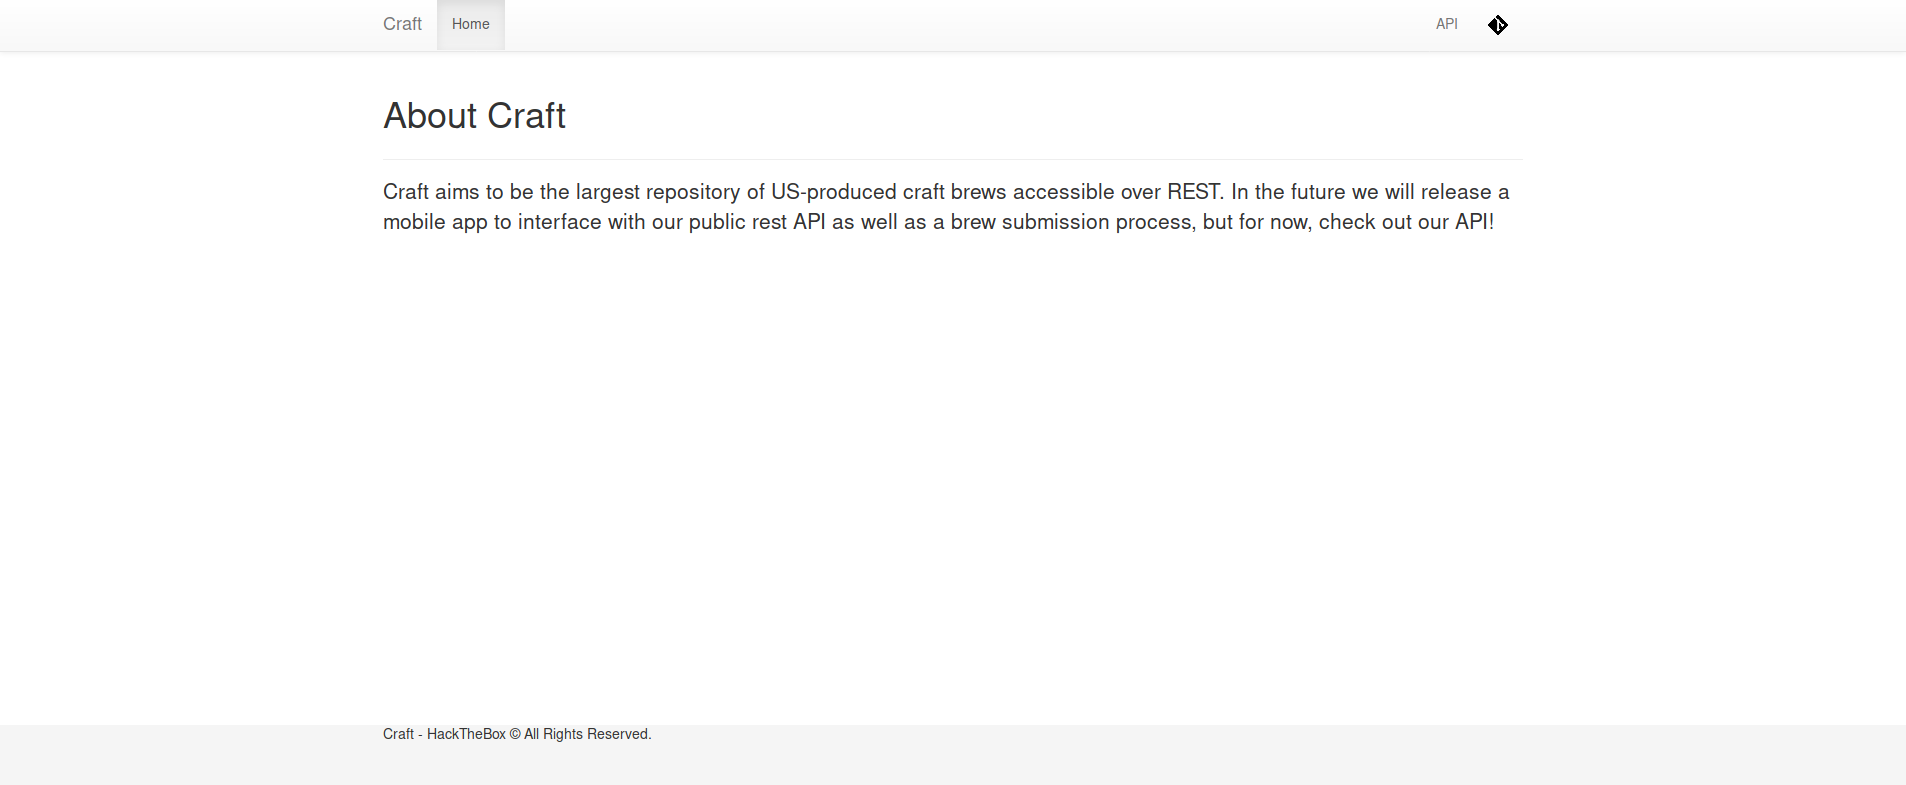 Craft Home API
About Craft
Craft aims to be the largest repository of US-produced craft brews accessible over REST. In the future we will release a
mobile app to interface with our public rest API as well as a brew submission process, but for now, check out our API!
Craft - HackTheBox © All Rights Reserved.